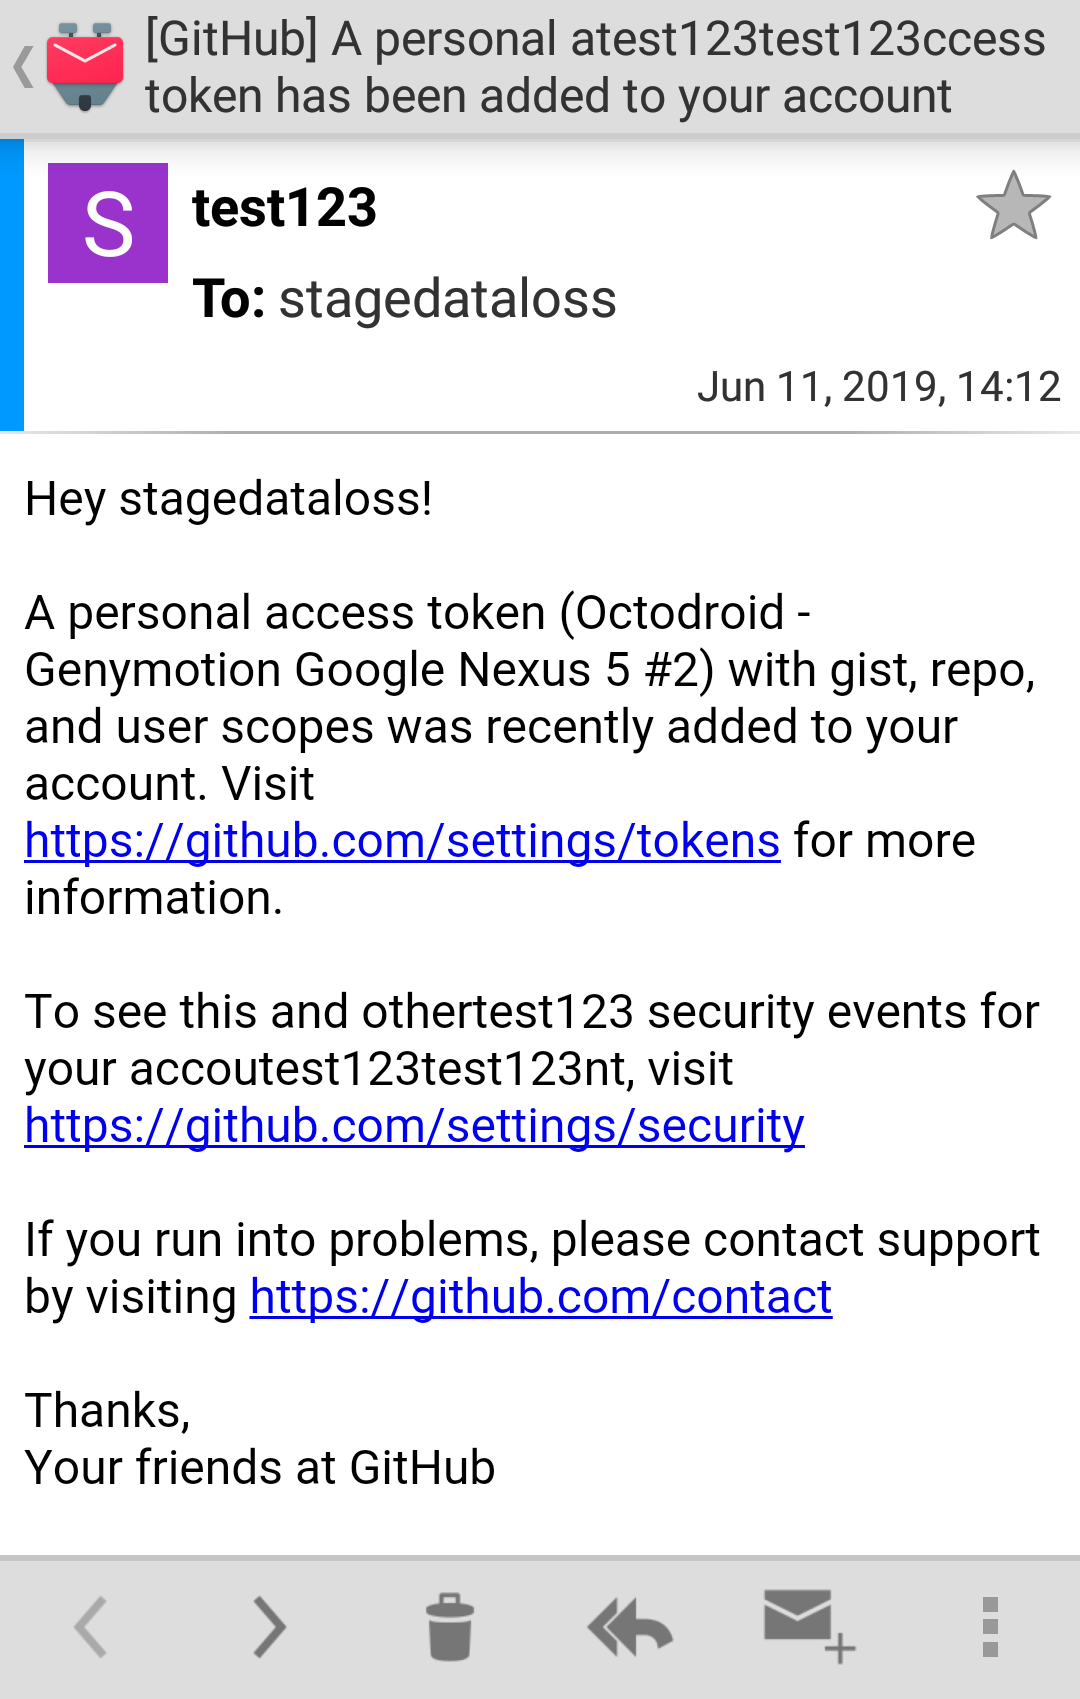 [GitHub] A personal atest123test123ccess
token has been added to your account
S
test123
To: stagedataloss
Jun 11, 2019, 14:12
Hey stagedataloss!
A personal access token (Octodroid -
Genymotion Google Nexus 5 #2) with gist, repo,
and user scopes was recently added to your
account. Visit
https://github.com/settings/tokens for more
information.
To see this and othertest123 security events for
your accoutest123test123nt, visit
https://github.com/settings/security
If you run into problems, please contact support
by visiting https://github.com/contact
Thanks,
Your friends at GitHub